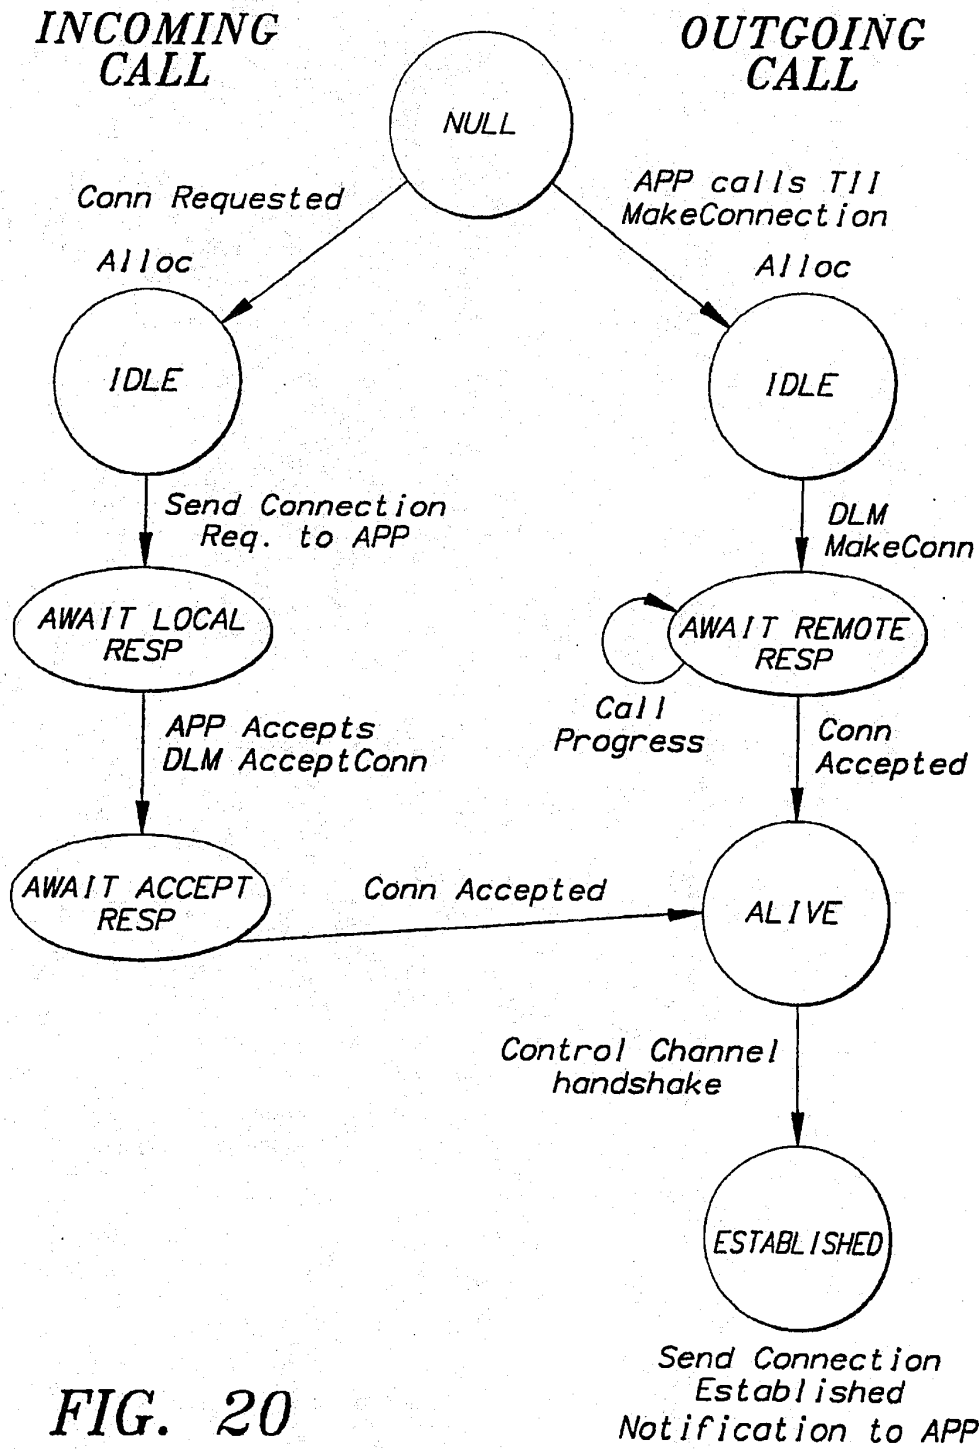 INCOMING
CALL
OUTGOING
CALL
NULL
Conn Requested
APP calls TII
MakeConnection
Alloc
Alloc
IDLE
IDLE
Send Connection
Req. to APP
DLM
MakeConn
AWAIT LOCAL
RESP
AWAIT REMOTE
RESP
Call
Progress
APP Accepts
DLM AcceptConn
Conn
Accepted
AWAIT ACCEPT
RESP
Conn Accepted
ALIVE
Control Channel
handshake
ESTABLISHED
Send Connection
Established
Notification to APP
FIG. 20